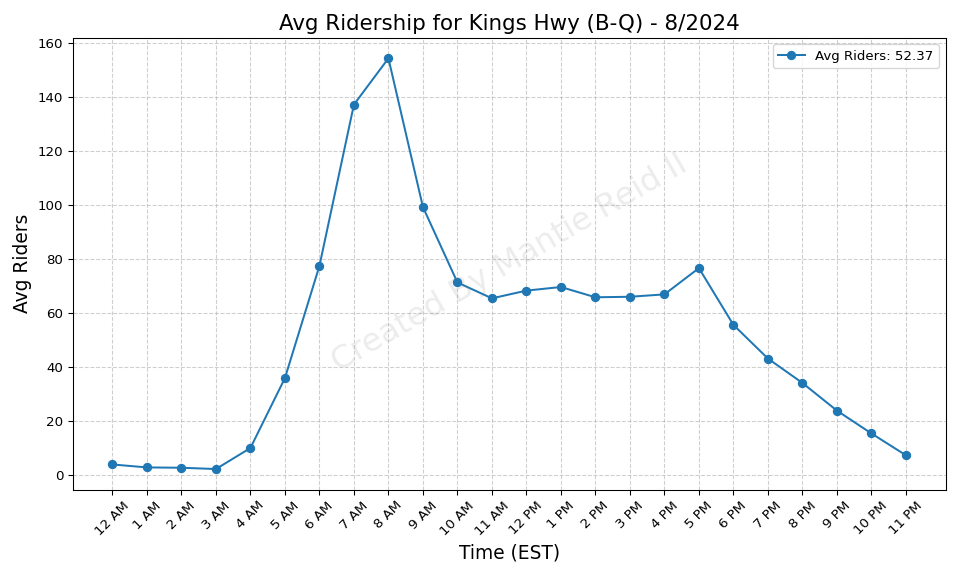 Avg Ridership for Kings Hwy (B-Q) - 8/2024
Avg Riders: 52.37
160
140
120
100
80
60
40
20
0
Avg Riders
Created By Mantie Reid II
12 AM
1 AM
2 AM
3 AM
4 AM
5 AM
6 AM
7 AM
8 AM
9 AM
10 AM
11 AM
12 PM
1 PM
2 PM
3 PM
4 PM
5 PM
6 PM
7 PM
8 PM
9 PM
10 PM
11 PM
Time (EST)